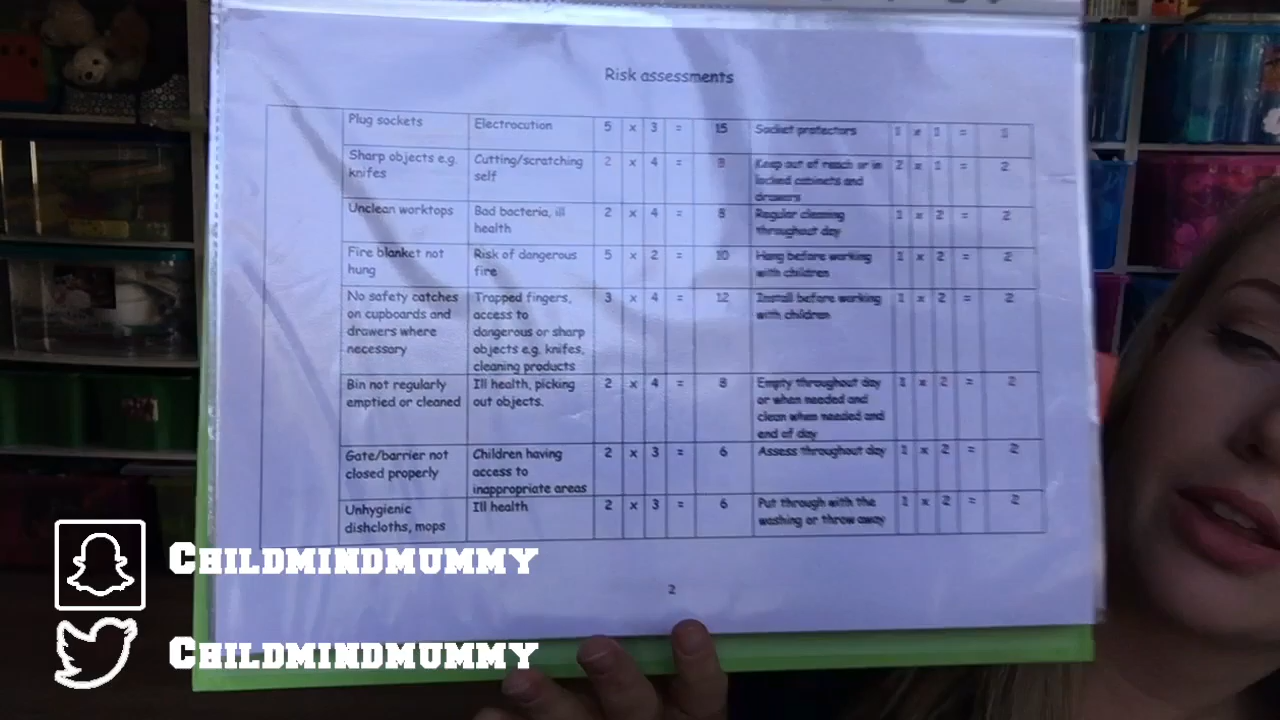 Risk assessments
Plug sockets Electrocution 5 x 3 = 15 Socket protectors 1 x 1 = 1
Sharp objects e.g. Cutting/scratching 2 x 4 = 8 Keep out of reach or in 2 x 1 = 2
knifes self locked cabinets and
drawers
Unclean worktops Bad bacteria, ill 2 x 4 = 8 Regular cleaning 1 x 2 = 2
health throughout day
Fire blanket not Risk of dangerous 5 x 2 = 10 Hang before working 1 x 2 = 2
hung fire with children
No safety catches Trapped fingers, 3 x 4 = 12 Install before working 1 x 2 = 2
on cupboards and access to with children
drawers where dangerous or sharp
necessary objects e.g. knifes,
cleaning products
Bin not regularly Ill health, picking 2 x 4 = 8 Empty throughout day 1 x 2 = 2
emptied or cleaned out objects. or when needed and
clean when needed and
end of day
Gate/barrier not Children having 2 x 3 = 6 Assess throughout day 1 x 2 = 2
closed properly access to
inappropriate areas
Unhygienic Ill health 2 x 3 = 6 Put through with the 1 x 2 = 2
dishcloths, mops washing or throw away
2
Childmindmummy
Childmindmummy